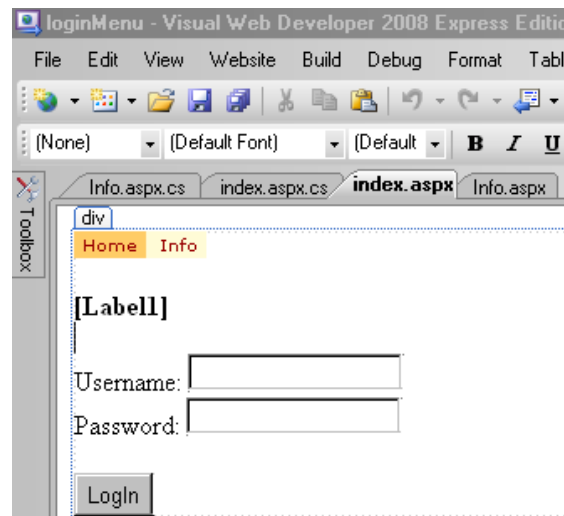 loginMenu - Visual Web Developer 2008 Express Editio
File Edit View Website Build Debug Format Tabl
(None) (Default Font) (Default B I U
Info.aspx.cs index.aspx.cs index.aspx Info.aspx
Toolbox
div
Home Info
[Label1]
Username:
Password:
LogIn